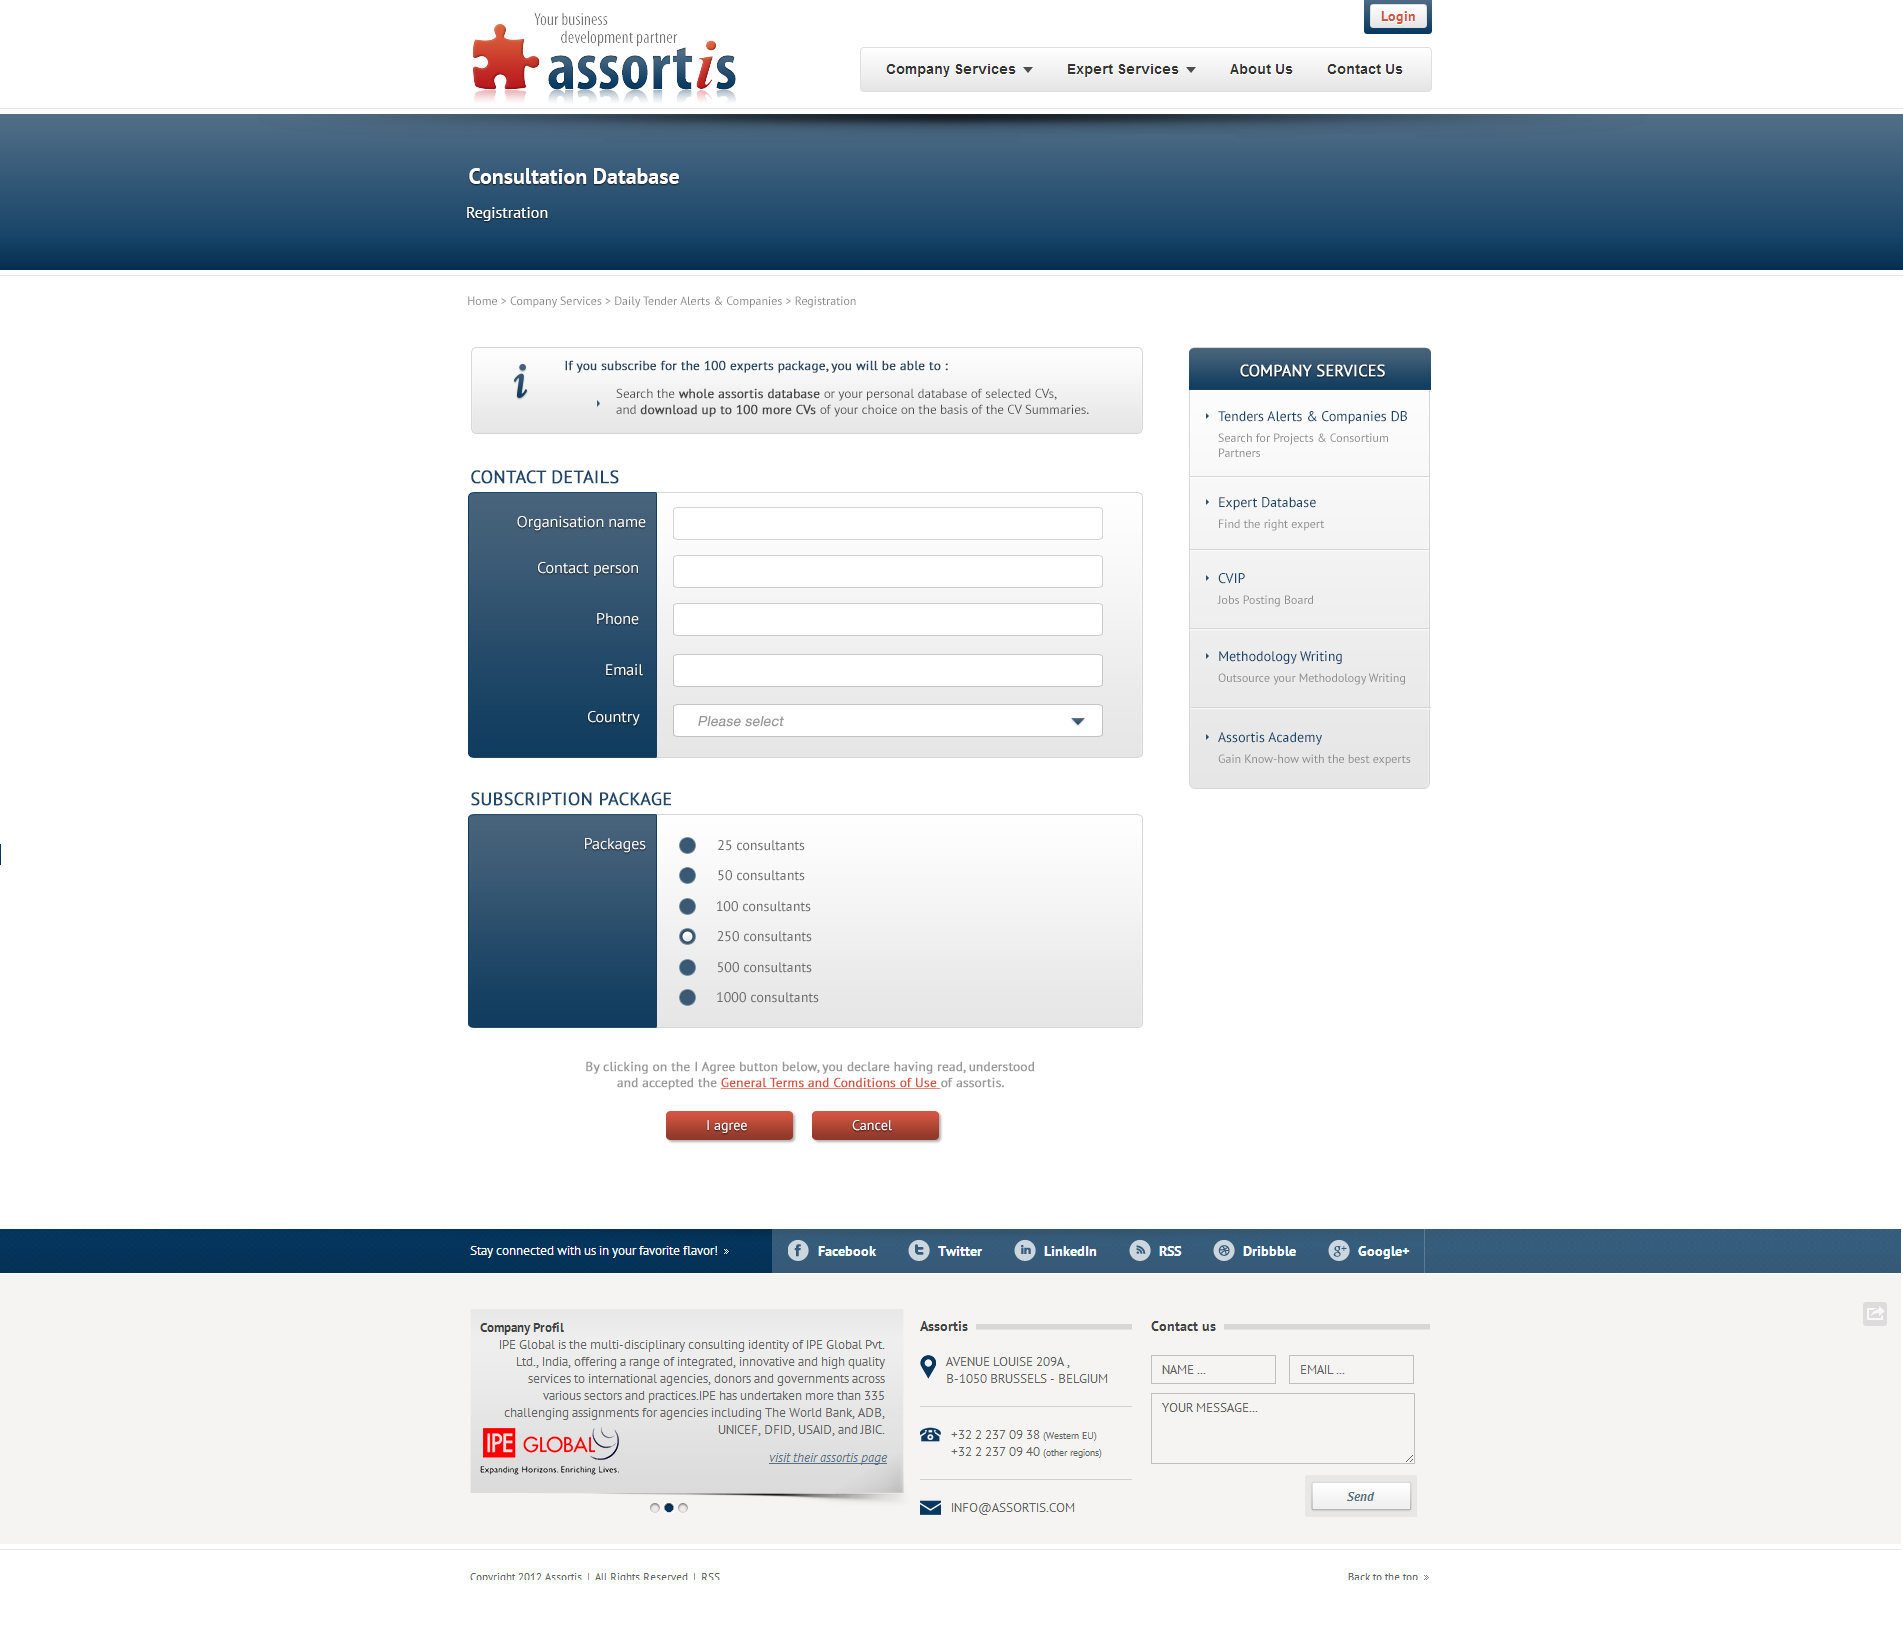 Your business
development partner
assortis
Login
Company Services
Expert Services
About Us
Contact Us
Consultation Database
Registration
Home > Company Services > Daily Tender Alerts & Companies > Registration
If you subscribe for the 100 experts package, you will be able to :
Search the whole assortis database or your personal database of selected CVs,
and download up to 100 more CVs of your choice on the basis of the CV Summaries.
CONTACT DETAILS
Organisation name
Contact person
Phone
Email
Country
Please select
SUBSCRIPTION PACKAGE
Packages
25 consultants
50 consultants
100 consultants
250 consultants
500 consultants
1000 consultants
By clicking on the I Agree button below, you declare having read, understood
and accepted the General Terms and Conditions of Use of assortis.
I agree
Cancel
COMPANY SERVICES
Tenders Alerts & Companies DB
Search for Projects & Consortium
Partners
Expert Database
Find the right expert
CVIP
Jobs Posting Board
Methodology Writing
Outsource your Methodology Writing
Assortis Academy
Gain Know-how with the best experts
Stay connected with us in your favorite flavor! »
Facebook
Twitter
LinkedIn
RSS
Dribbble
Google+
Company Profil
IPE Global is the multi-disciplinary consulting identity of IPE Global Pvt.
Ltd., India, offering a range of integrated, innovative and high quality
services to international agencies, donors and governments across
various sectors and practices.IPE has undertaken more than 335
challenging assignments for agencies including The World Bank, ADB,
UNICEF, DFID, USAID, and JBIC.
IPE GLOBAL
Expanding Horizons. Enriching Lives.
visit their assortis page
Assortis
AVENUE LOUISE 209A ,
B-1050 BRUSSELS - BELGIUM
+32 2 237 09 38 (Western EU)
+32 2 237 09 40 (other regions)
INFO@ASSORTIS.COM
Contact us
NAME ...
EMAIL ...
YOUR MESSAGE...
Send
Copyright 2012 Assortis | All Rights Reserved | RSS
Back to the top »